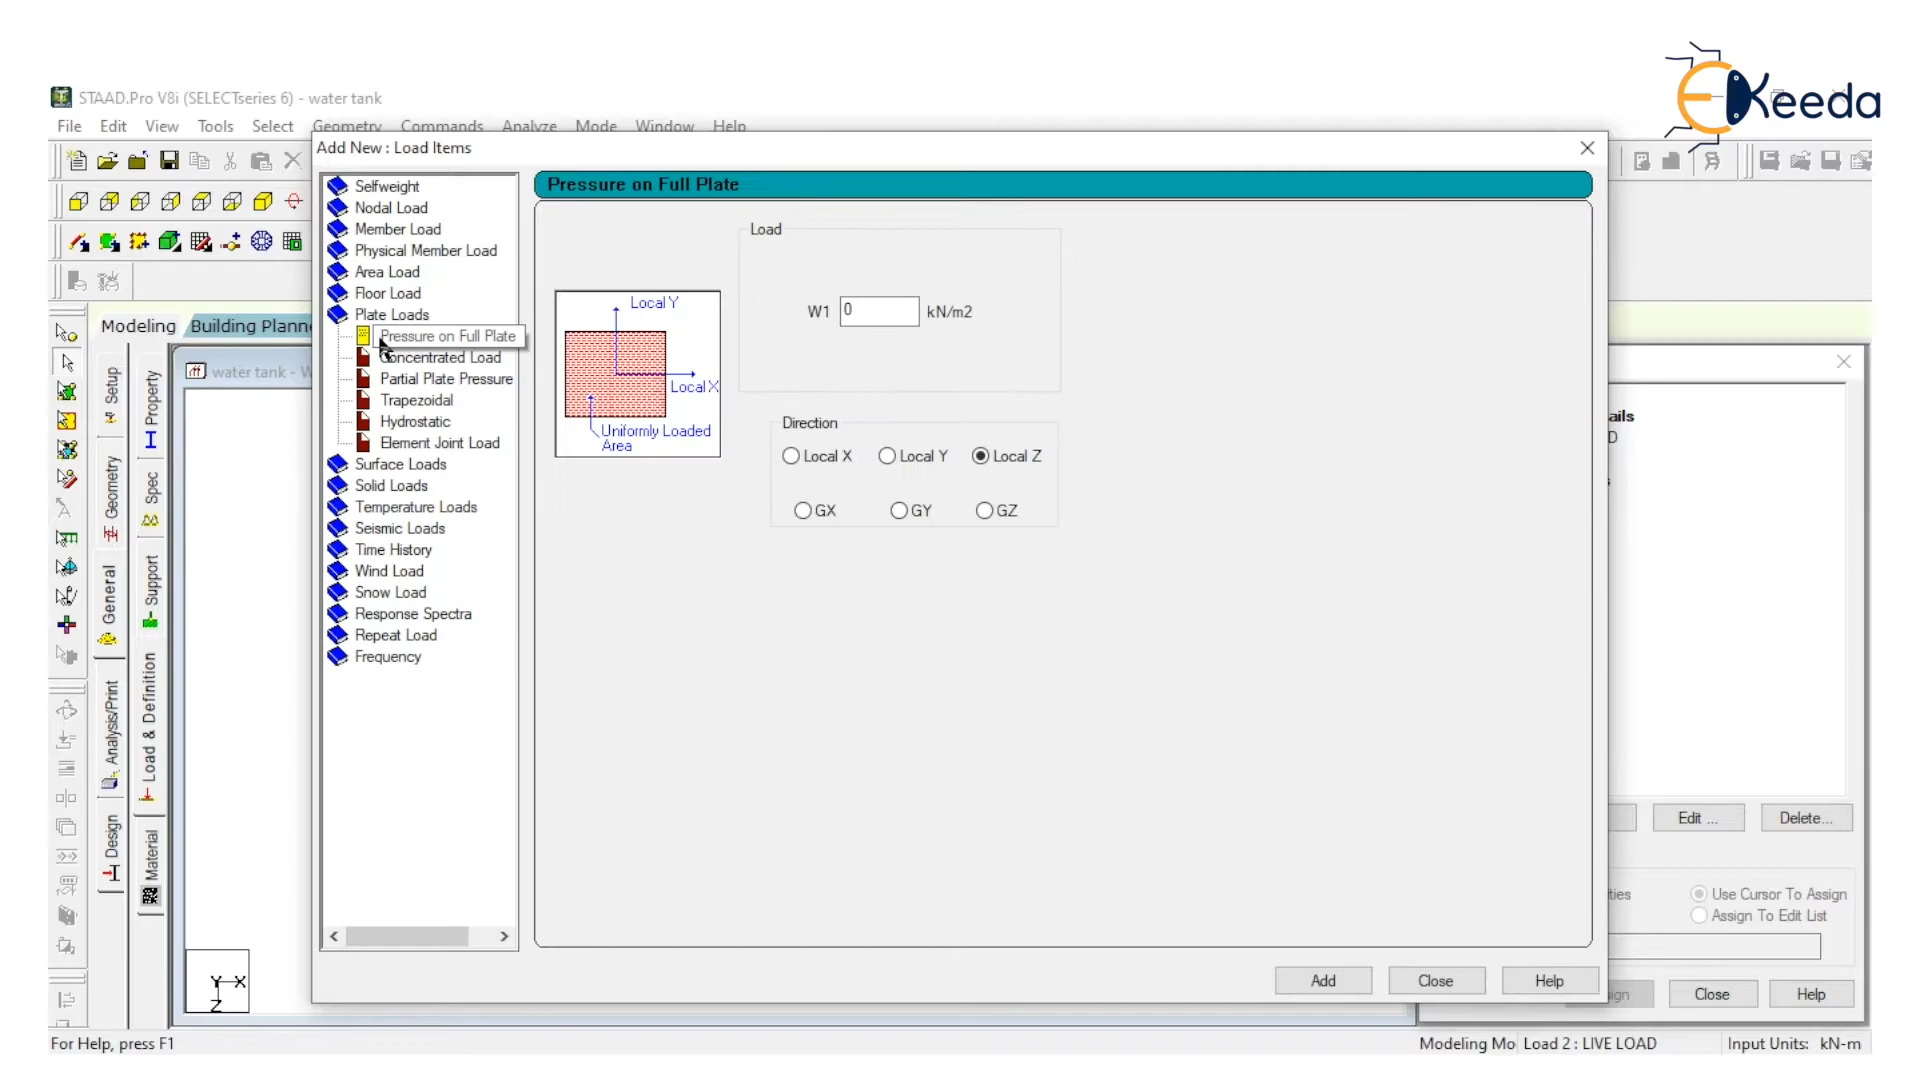 EKeeda
STAAD.Pro V8i (SELECTseries 6) - water tank
File Edit View Tools Select Geometry Commands Analyze Mode Window Help
Add New : Load Items
Selfweight
Nodal Load
Member Load
Physical Member Load
Area Load
Floor Load
Plate Loads
Pressure on Full Plate
Concentrated Load
Partial Plate Pressure
Trapezoidal
Hydrostatic
Element Joint Load
Surface Loads
Solid Loads
Temperature Loads
Seismic Loads
Time History
Wind Load
Snow Load
Response Spectra
Repeat Load
Frequency
Pressure on Full Plate
Load
W1 0 kN/m2
Local Y
Local X
Uniformly Loaded
Area
Direction
Local X Local Y Local Z
GX GY GZ
Add Close Help
Modeling Building Plann
water tank - W
Setup
Geometry
General
Analysis/Print
Design
Property
Spec
Support
Load & Definition
Material
Y X
Z
ails
D
Edit ... Delete...
ties Use Cursor To Assign
Assign To Edit List
gn Close Help
For Help, press F1
Modeling Mo Load 2 : LIVE LOAD Input Units: kN-m